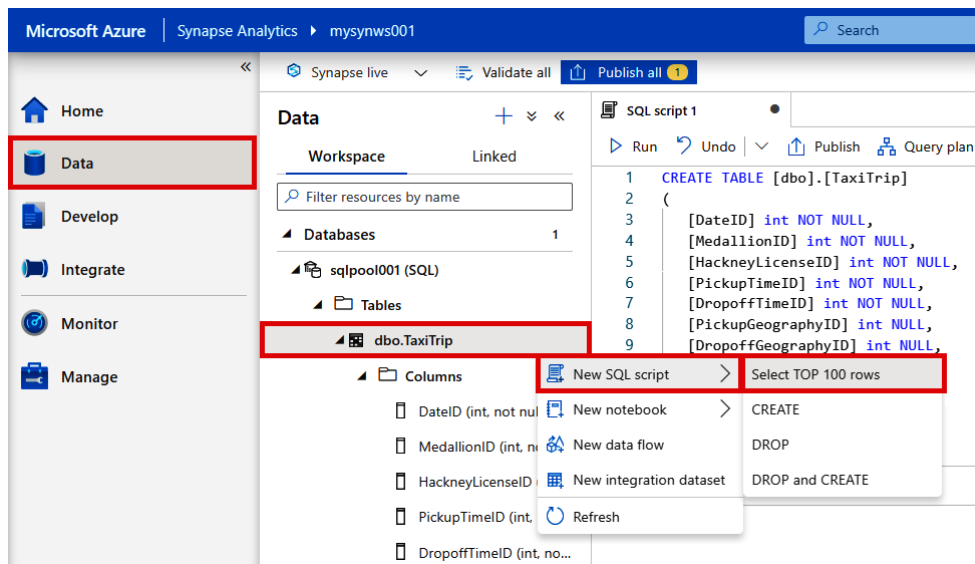 Microsoft Azure
Synapse Analytics
mysynws001
Search
Synapse live
Validate all
Publish all 1
Home
Data
Develop
Integrate
Monitor
Manage
Data
Workspace
Linked
Filter resources by name
Databases 1
sqlpool001 (SQL)
Tables
dbo.TaxiTrip
Columns
DateID (int, not nul
MedallionID (int, n
HackneyLicenseID
PickupTimeID (int,
DropoffTimeID (int, no...
SQL script 1
Run
Undo
Publish
Query plan
1 CREATE TABLE [dbo].[TaxiTrip]
2 (
3 [DateID] int NOT NULL,
4 [MedallionID] int NOT NULL,
5 [HackneyLicenseID] int NOT NULL,
6 [PickupTimeID] int NOT NULL,
7 [DropoffTimeID] int NOT NULL,
8 [PickupGeographyID] int NULL,
9 [DropoffGeographyID] int NULL,
New SQL script
New notebook
New data flow
New integration dataset
Refresh
Select TOP 100 rows
CREATE
DROP
DROP and CREATE